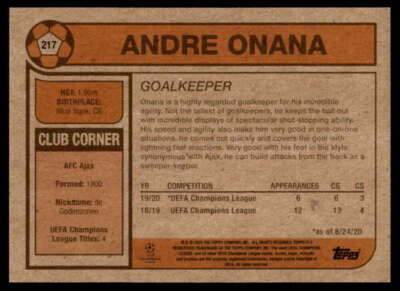 217
ANDRE ONANA
HGT: 1.90m
BIRTHPLACE:
Nkol Ngok, CE
CLUB CORNER
AFC Ajax
Formed: 1900
Nickname: de
Godenzonen
UEFA Champions
League Titles: 4
GOALKEEPER
Onana is a highly regarded goalkeeper for his incredible
agility. Not the tallest of goalkeepers, he keeps the ball out
with incredible displays of spectacular shot-stopping ability.
His speed and agility also make him very good in one-on-one
situations, he comes out quickly and covers the goal with
lightning fast reactions. Very good with his feet in the style
synonymous with Ajax, he can build attacks from the back as a
sweeper-keeper.
YR COMPETITION APPEARANCES CG CS
19/20 *UEFA Champions League 6 6 3
18/19 UEFA Champions League 12 13 4
*as of 8/24/20
Topps